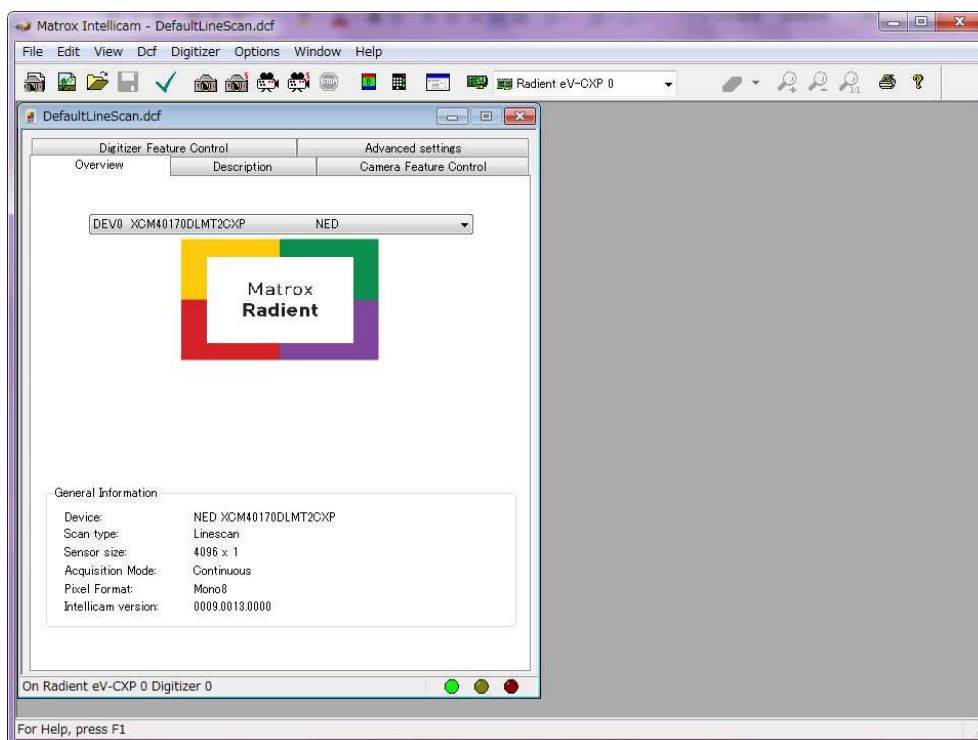 Matrox Intellicam - DefaultLineScan.dcf
File Edit View Dcf Digitizer Options Window Help
STOP Radient eV-CXP 0 1:1
DefaultLineScan.dcf
Digitizer Feature Control Advanced settings
Overview Description Camera Feature Control
DEV0 XCM40170DLMT2CXP NED
Matrox
Radient
General Information
Device: NED XCM40170DLMT2CXP
Scan type: Linescan
Sensor size: 4096 x 1
Acquisition Mode: Continuous
Pixel Format: Mono8
Intellicam version: 0009.0013.0000
On Radient eV-CXP 0 Digitizer 0
For Help, press F1